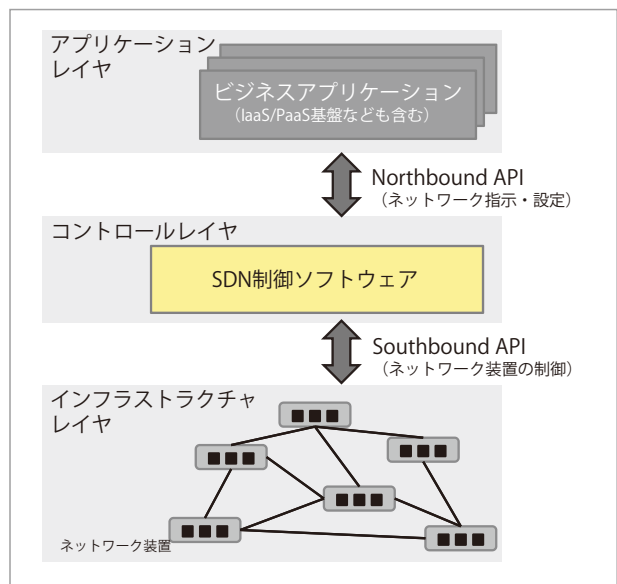 アプリケーション
レイヤ
ビジネスアプリケーション
（IaaS/PaaS基盤なども含む）
Northbound API
（ネットワーク指示・設定）
コントロールレイヤ
SDN制御ソフトウェア
Southbound API
（ネットワーク装置の制御）
インフラストラクチャ
レイヤ
ネットワーク装置